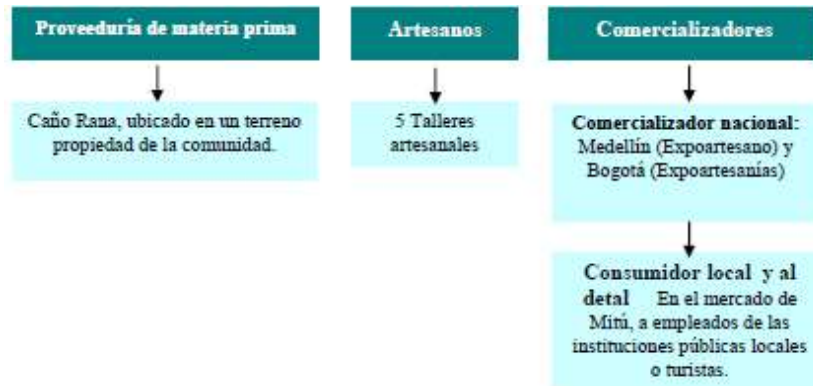 Proveeduría de materia prima
Artesanos
Comercializadores
Caño Rana, ubicado en un terreno
propiedad de la comunidad.
5 Talleres
artesanales
Comercializador nacional:
Medellín (Expoartesano) y
Bogotá (Expoartesanías)
Consumidor local y al
detal En el mercado de
Mitú, a empleados de las
instituciones públicas locales
o turistas.